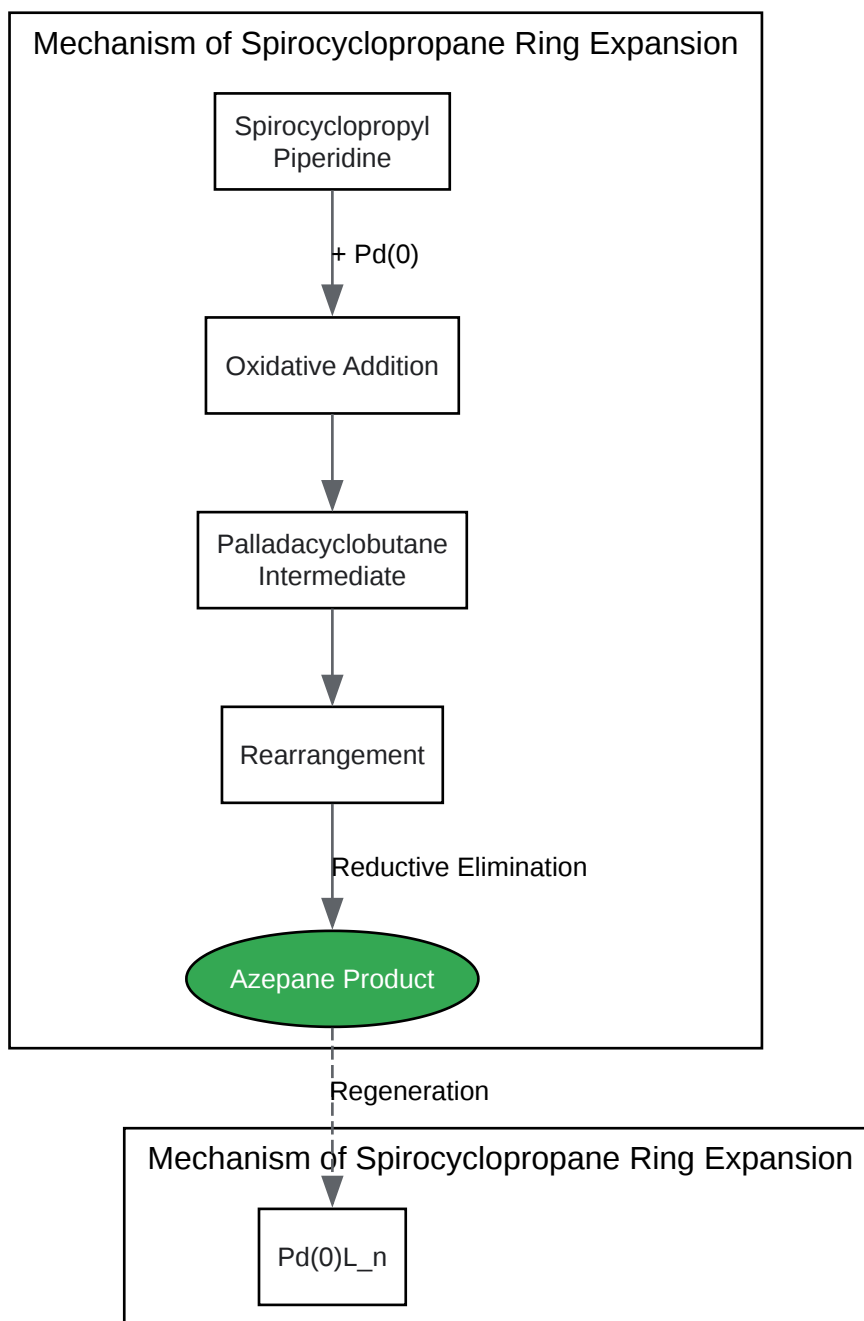 Mechanism of Spirocyclopropane Ring Expansion
Spirocyclopropyl
Piperidine
+ Pd(0)
Oxidative Addition
Palladacyclobutane
Intermediate
Rearrangement
Reductive Elimination
Azepane Product
Regeneration
Mechanism of Spirocyclopropane Ring Expansion
Pd(0)L_n